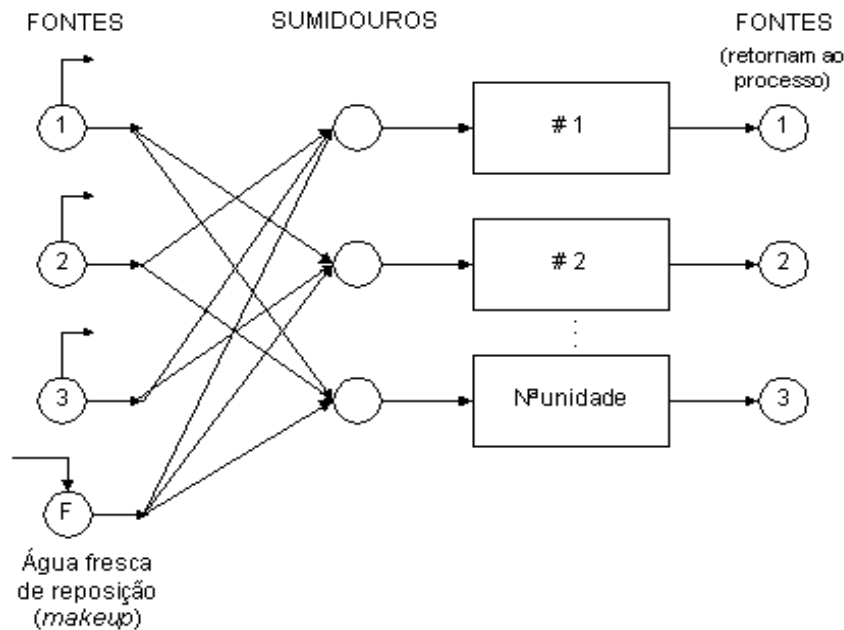 FONTES
SUMIDOUROS
FONTES
(retornam ao
processo)
1
# 1
1
2
# 2
2
3
Nªunidade
3
F
Água fresca
de reposição
(makeup)